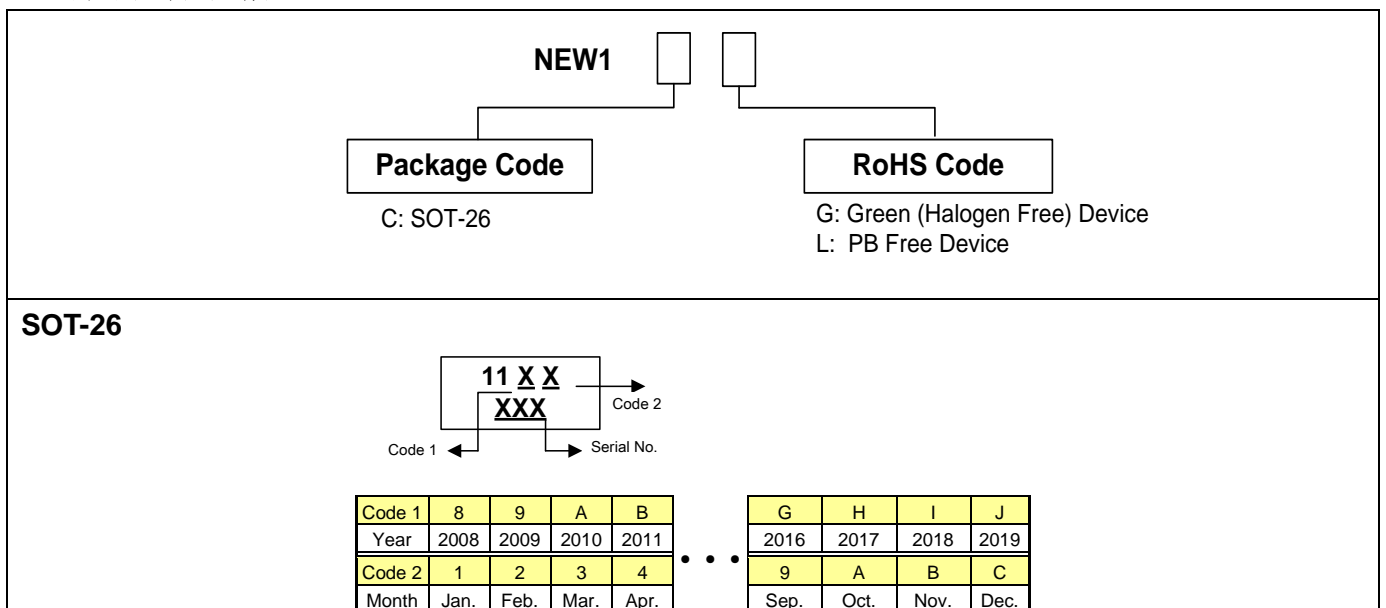 NEW1
Package Code
RoHS Code
C: SOT-26
G: Green (Halogen Free) Device
L: PB Free Device
SOT-26
11 X X
XXX
Code 2
Code 1
Serial No.
Code 1 8 9 A B G H I J
Year 2008 2009 2010 2011 • • • 2016 2017 2018 2019
Code 2 1 2 3 4 9 A B C
Month Jan. Feb. Mar. Apr. Sep. Oct. Nov. Dec.